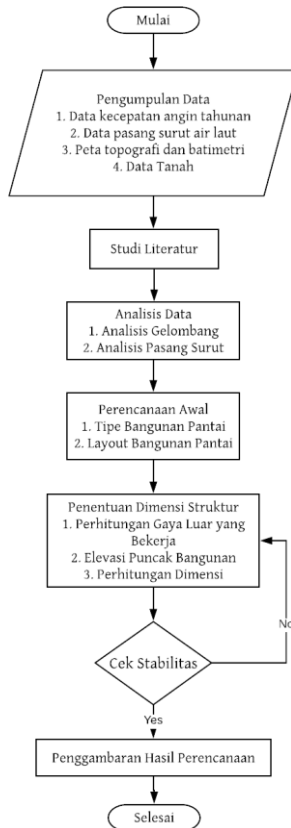 Mulai
Pengumpulan Data
1. Data kecepatan angin tahunan
2. Data pasang surut air laut
3. Peta topografi dan batimetri
4. Data Tanah
Studi Literatur
Analisis Data
1. Analisis Gelombang
2. Analisis Pasang Surut
Perencanaan Awal
1. Tipe Bangunan Pantai
2. Layout Bangunan Pantai
Penentuan Dimensi Struktur
1. Perhitungan Gaya Luar yang
Bekerja
2. Elevasi Puncak Bangunan
3. Perhitungan Dimensi
No
Cek Stabilitas
Yes
Penggambaran Hasil Perencanaan
Selesai